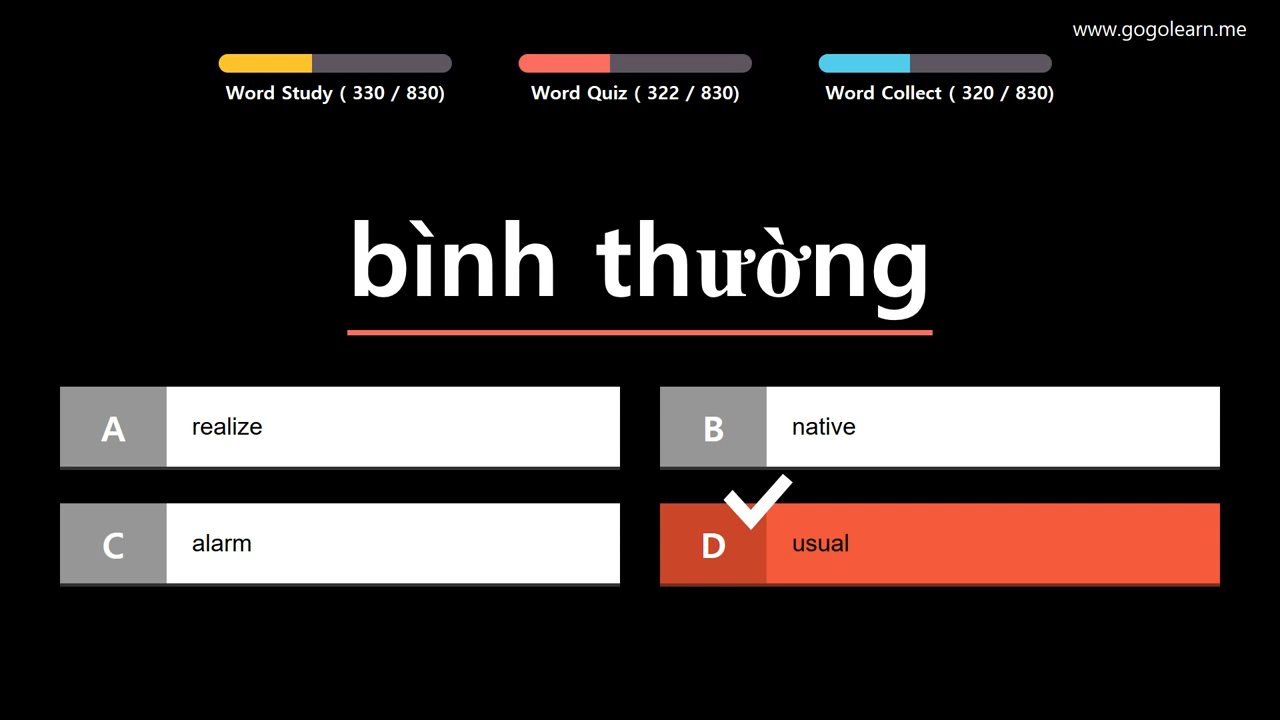 www.gogolearn.me
Word Study ( 330 / 830)
Word Quiz ( 322 / 830)
Word Collect ( 320 / 830)
bình thường
A realize
B native
C alarm
D usual